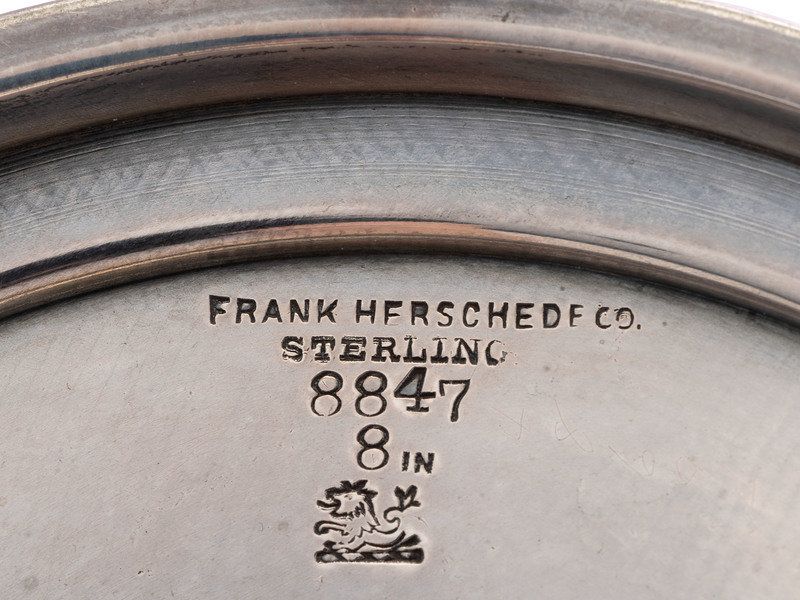 FRANK HERSCHEDE CO.
STERLING
8847
8 IN